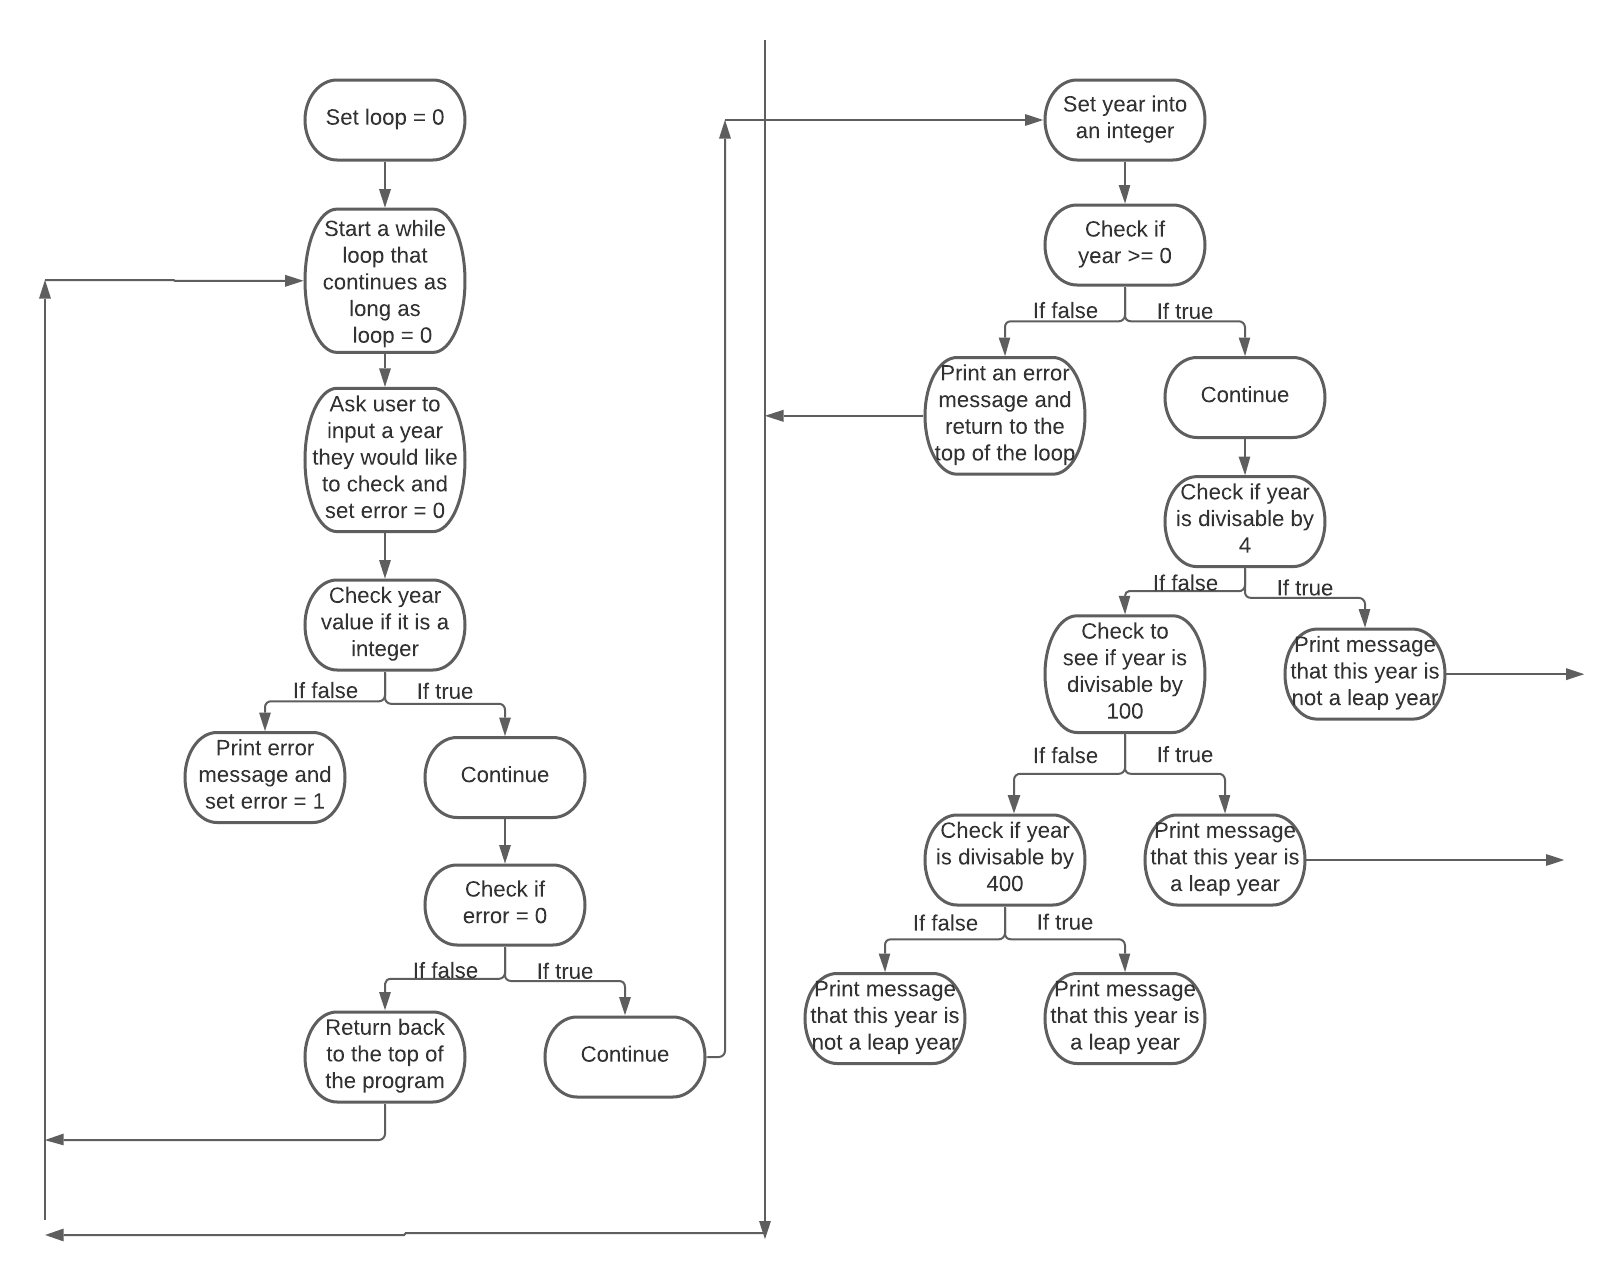 Set loop = 0
Start a while
loop that
continues as
long as
loop = 0
Ask user to
input a year
they would like
to check and
set error = 0
Check year
value if it is a
integer
If false
If true
Print error
message and
set error = 1
Continue
Check if
error = 0
If false
If true
Return back
to the top of
the program
Continue
Set year into
an integer
Check if
year >= 0
If false
If true
Print an error
message and
return to the
top of the loop
Continue
Check if year
is divisable by
4
If false
If true
Check to
see if year is
divisable by
100
Print message
that this year is
not a leap year
If false
If true
Check if year
is divisable by
400
Print message
that this year is
a leap year
If false
If true
Print message
that this year is
not a leap year
Print message
that this year is
a leap year